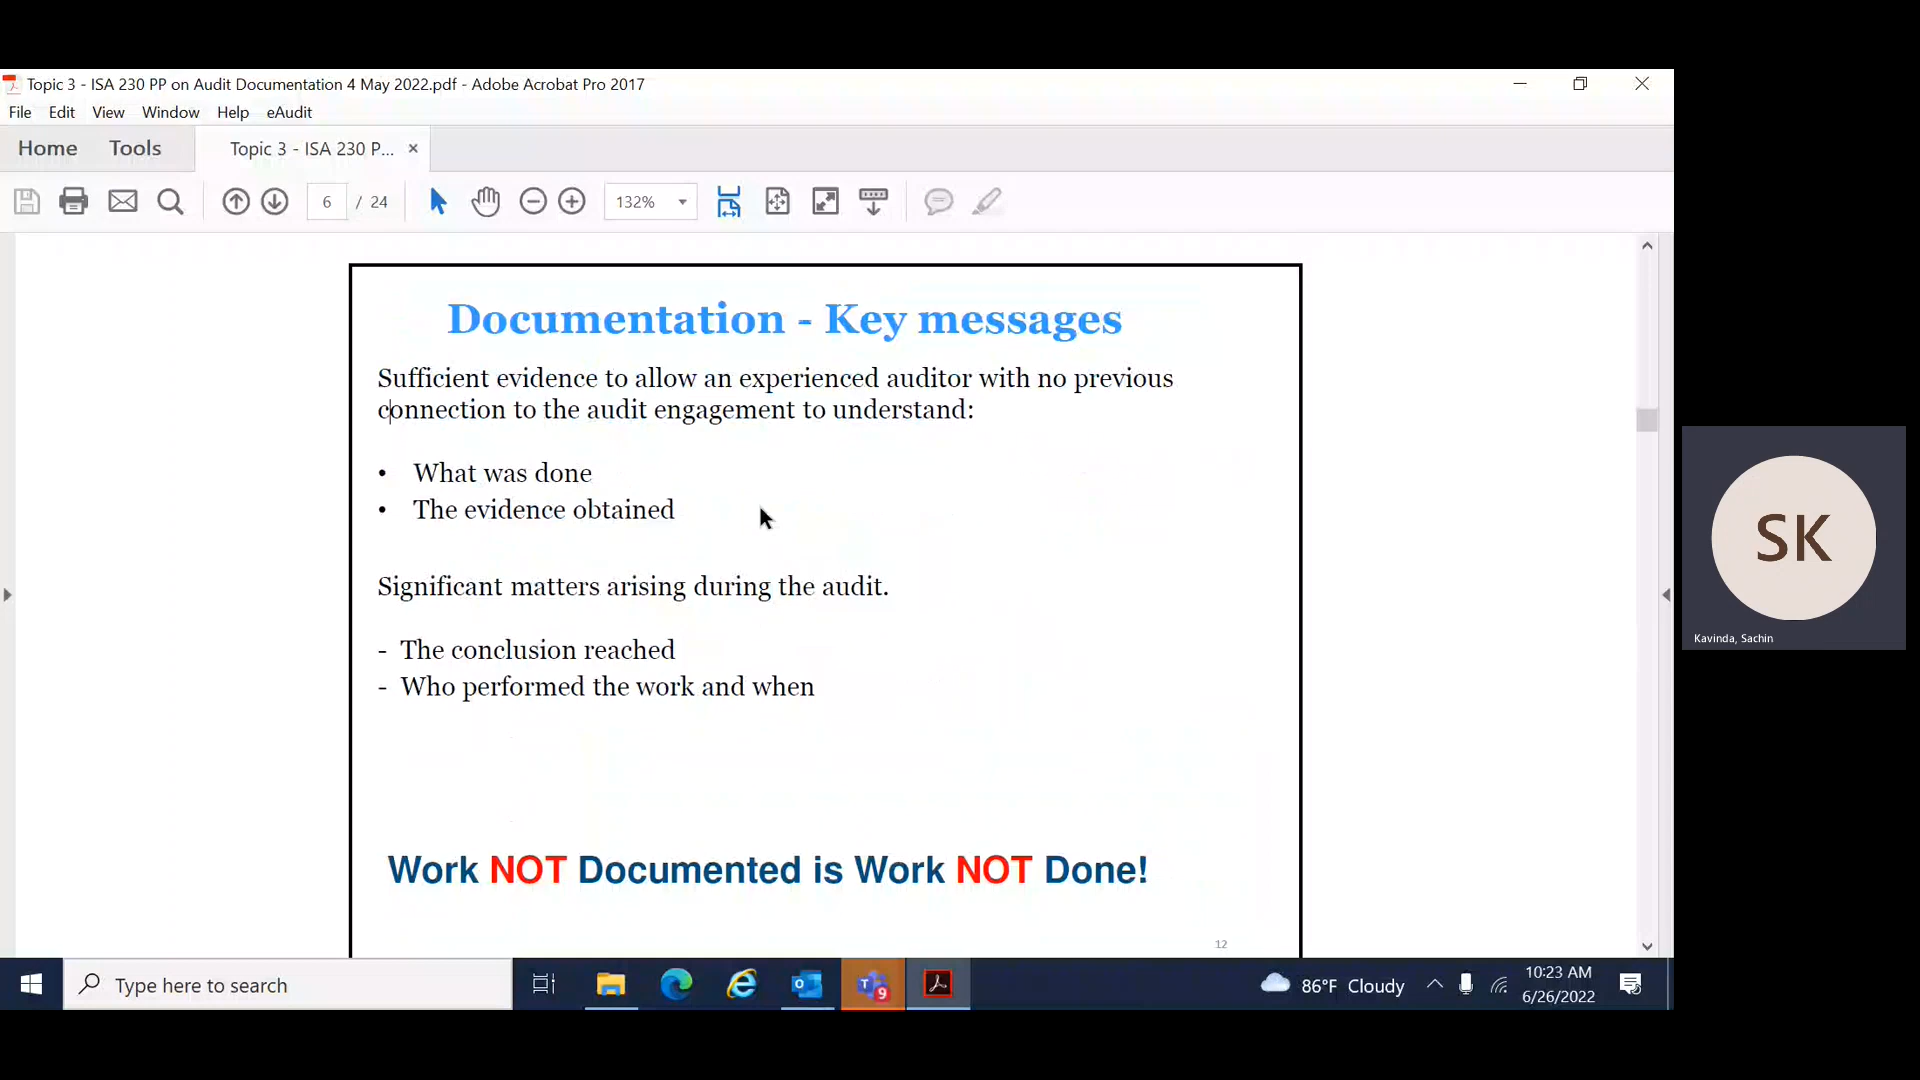 Topic 3 - ISA 230 PP on Audit Documentation 4 May 2022.pdf - Adobe Acrobat Pro 2017
File Edit View Window Help eAudit
Home Tools Topic 3 - ISA 230 P... ×
6 / 24 132%
Documentation - Key messages
Sufficient evidence to allow an experienced auditor with no previous
connection to the audit engagement to understand:
• What was done
• The evidence obtained
Significant matters arising during the audit.
- The conclusion reached
- Who performed the work and when
Work NOT Documented is Work NOT Done!
12
SK
Kavinda, Sachin
Type here to search
9
86°F Cloudy
10:23 AM
6/26/2022